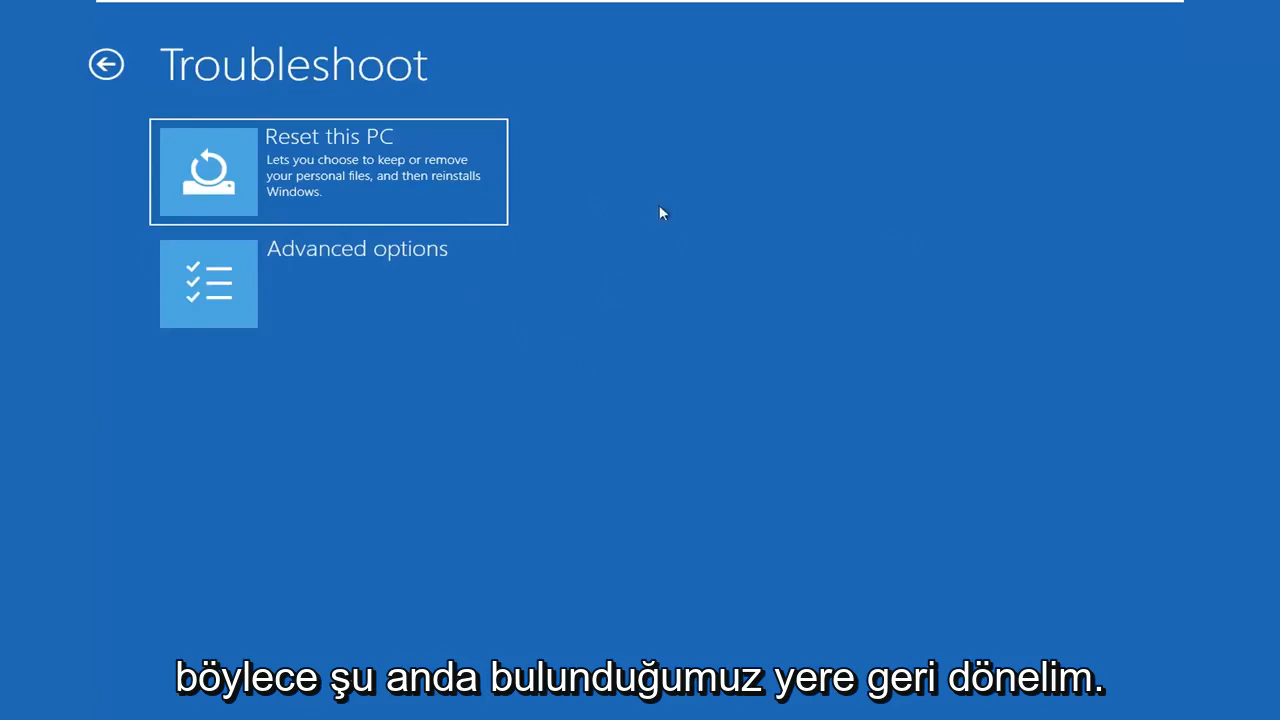 Troubleshoot
Reset this PC
Lets you choose to keep or remove
your personal files, and then reinstalls
Windows.
Advanced options
böylece şu anda bulunduğumuz yere geri dönelim.